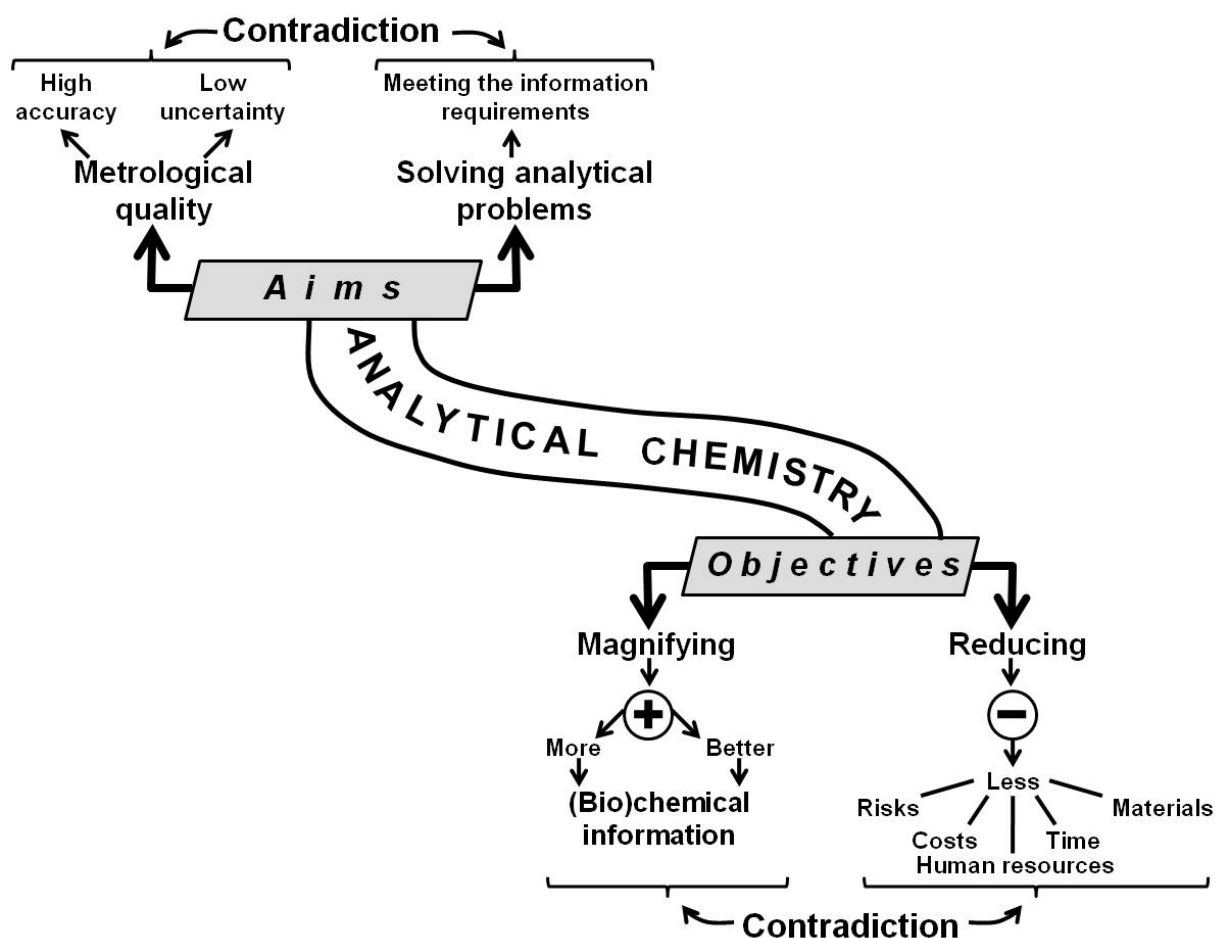 Contradiction
High
accuracy
Low
uncertainty
Meeting the information
requirements
Metrological
quality
Solving analytical
problems
Aims
ANALYTICAL CHEMISTRY
Objectives
Magnifying
Reducing
+
−
More
Better
(Bio)chemical
information
Less
Risks
Materials
Costs
Time
Human resources
Contradiction